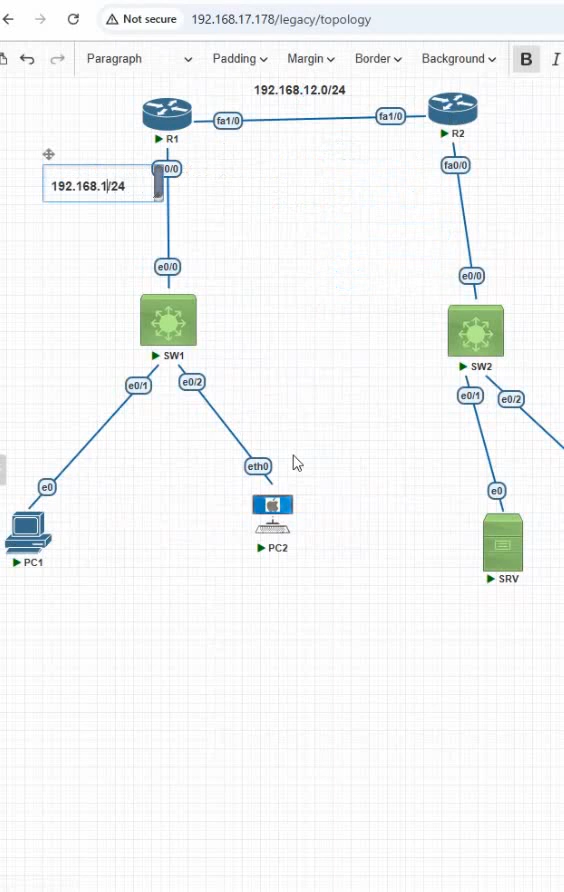 Not secure 192.168.17.178/legacy/topology
Paragraph Padding Margin Border Background B I
192.168.12.0/24
fa1/0 fa1/0
R1 R2
0/0 fa0/0
192.168.1/24
e0/0 e0/0
SW1 SW2
e0/1 e0/2 e0/1 e0/2
eth0
e0 e0
PC2
PC1
SRV